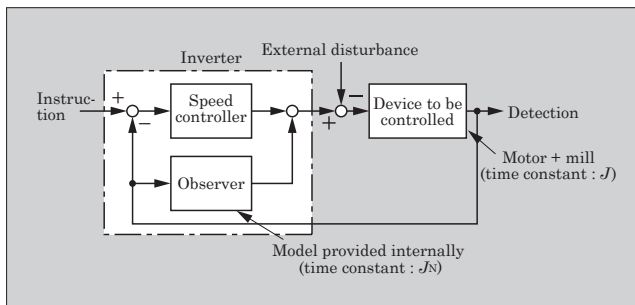 External disturbance
Inverter
Instruc-
tion
+
−
Speed
controller
+
−
Device to be
controlled
Detection
Observer
Motor + mill
(time constant : J)
Model provided internally
(time constant : JN)